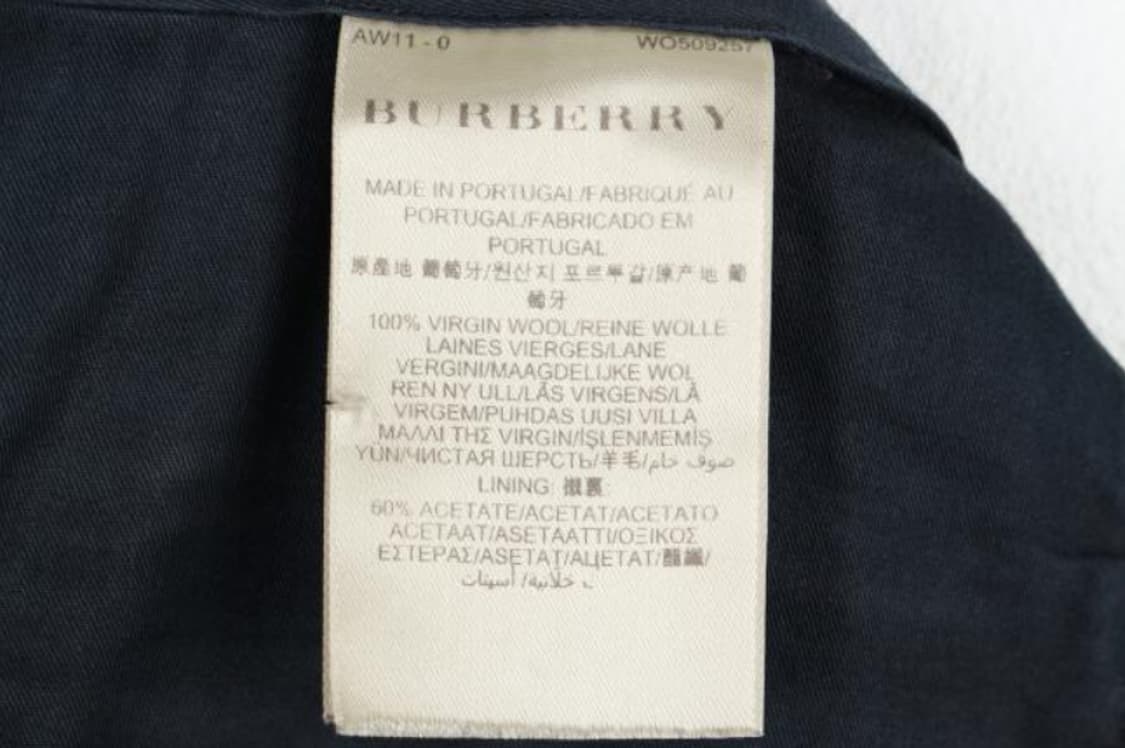 AW11 - 0 WO509257
BURBERRY
MADE IN PORTUGAL/FABRIQUÉ AU
PORTUGAL/FABRICADO EM
PORTUGAL
原產地 葡萄牙/원산지 포르투갈/原产地 葡
萄牙
100% VIRGIN WOOL/REINE WOLLE
LAINES VIERGES/LANE
VERGINI/MAAGDELIJKE WOL
REN NY ULL/LÃS VIRGENS/LÃ
VIRGEM/PUHDAS UUSI VILLA
ΜΑΛΛΙ ΤΗΣ VIRGIN/İŞLENMEMİŞ
YÜN/ЧИСТАЯ ШЕРСТЬ/羊毛/صوف خام
LINING: 襯裏:
60% ACETATE/ACETAT/ACETATO
ACETAAT/ASETAATTI/ΟΞΙΚΟΣ
ΕΣΤΕΡΑΣ/ASETAT/АЦЕТАТ/醋纖/
خلّانية/ أسيتات